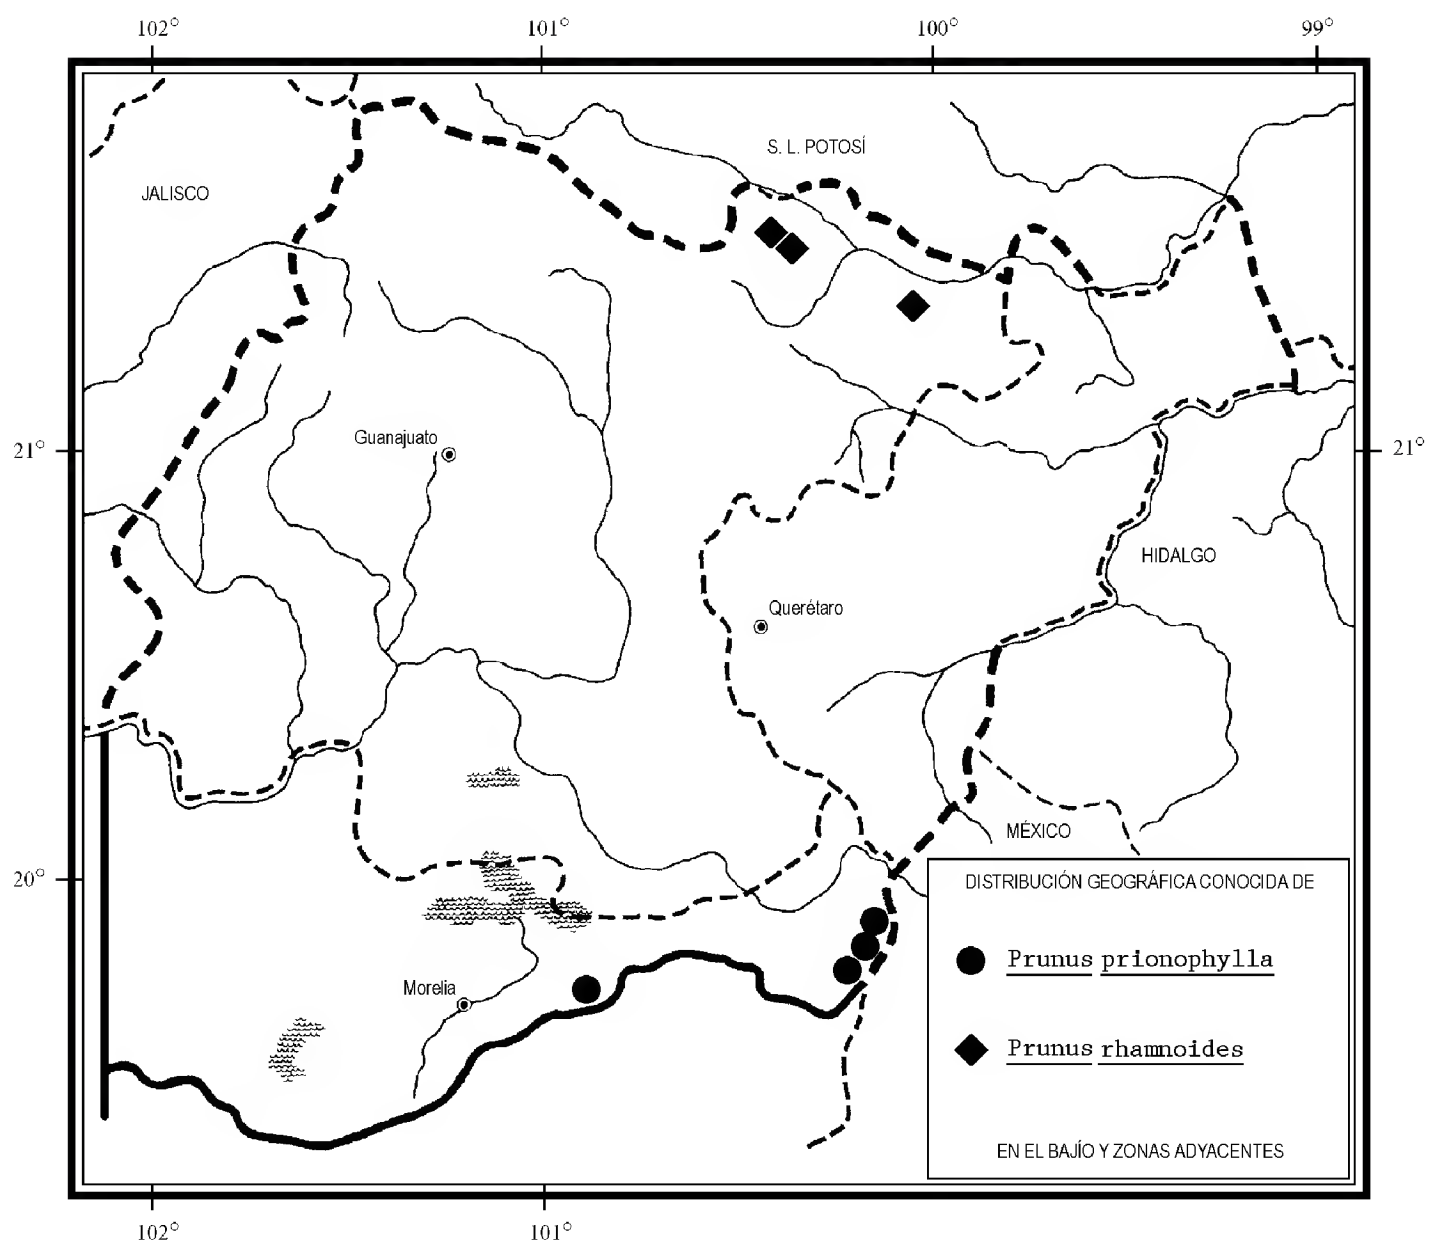 102° 101° 100° 99°
S. L. POTOSÍ
JALISCO
Guanajuato
21° 21°
HIDALGO
Querétaro
MÉXICO
20°
DISTRIBUCIÓN GEOGRÁFICA CONOCIDA DE
Prunus prionophylla
Morelia
Prunus rhamnoides
EN EL BAJÍO Y ZONAS ADYACENTES
102° 101°